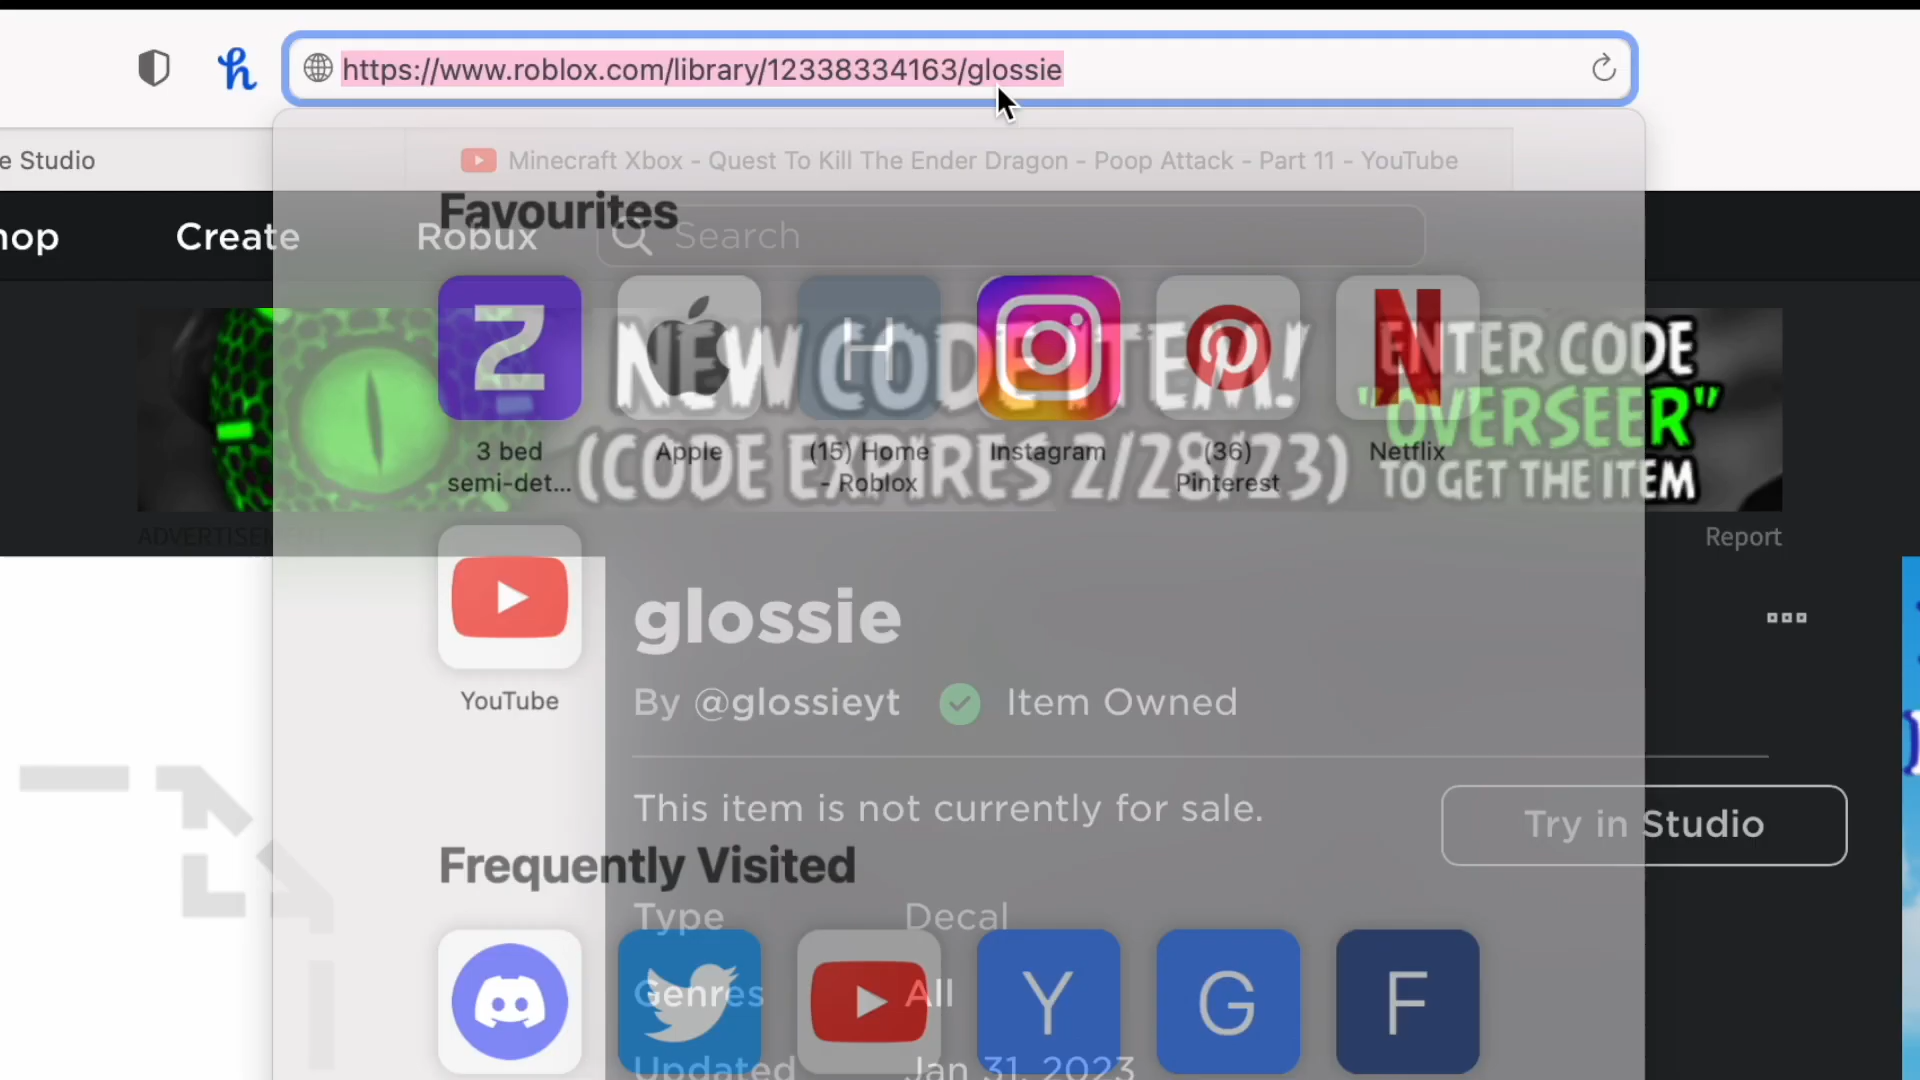 https://www.roblox.com/library/12338334163/glossie
e Studio
Minecraft Xbox - Quest To Kill The Ender Dragon - Poop Attack - Part 11 - YouTube
Favourites
hop
Create
Robux
Search
NEW CODE ITEM!
(CODE EXPIRES 2/28/23)
ENTER CODE
"OVERSEER"
TO GET THE ITEM
H
3 bed
semi-det...
Apple
(15) Home
- Roblox
Instagram
(36)
Pinterest
Netflix
ADVERTISEMENT
Report
YouTube
glossie
By @glossieyt
Item Owned
This item is not currently for sale.
Try in Studio
Frequently Visited
Type
Decal
Y
G
F
Genres
All
Updated
Jan 31, 2023